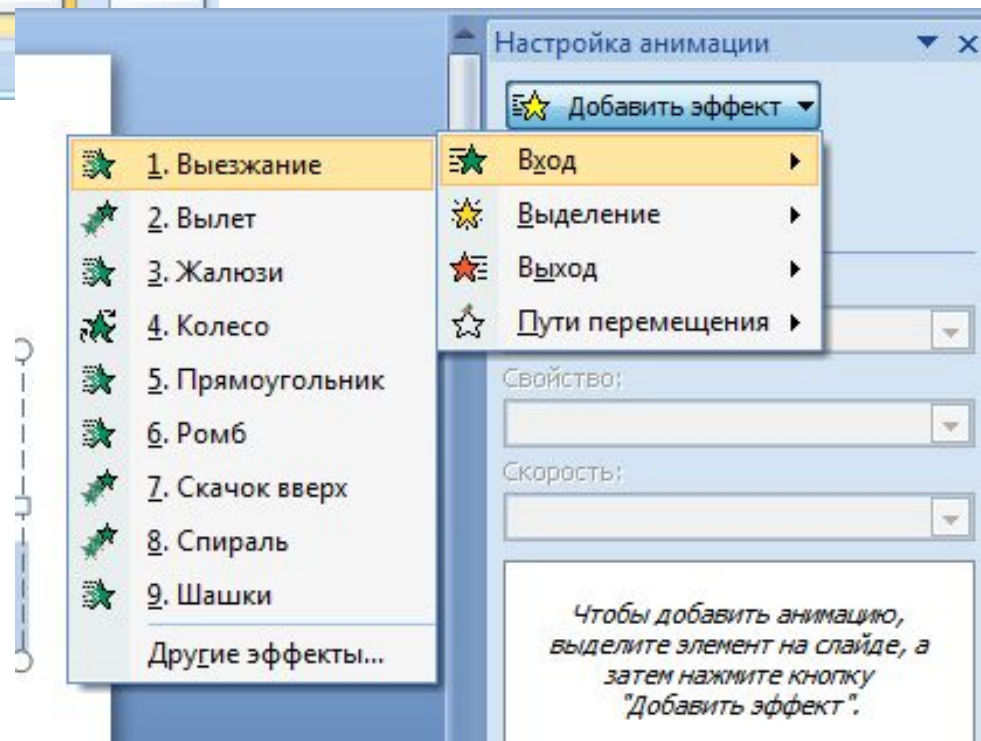 Настройка анимации
Добавить эффект
Вход
Выделение
Выход
Пути перемещения
1. Выезжание
2. Вылет
3. Жалюзи
4. Колесо
5. Прямоугольник
6. Ромб
7. Скачок вверх
8. Спираль
9. Шашки
Другие эффекты...
Свойство:
Скорость:
Чтобы добавить анимацию,
выделите элемент на слайде, а
затем нажмите кнопку
"Добавить эффект".